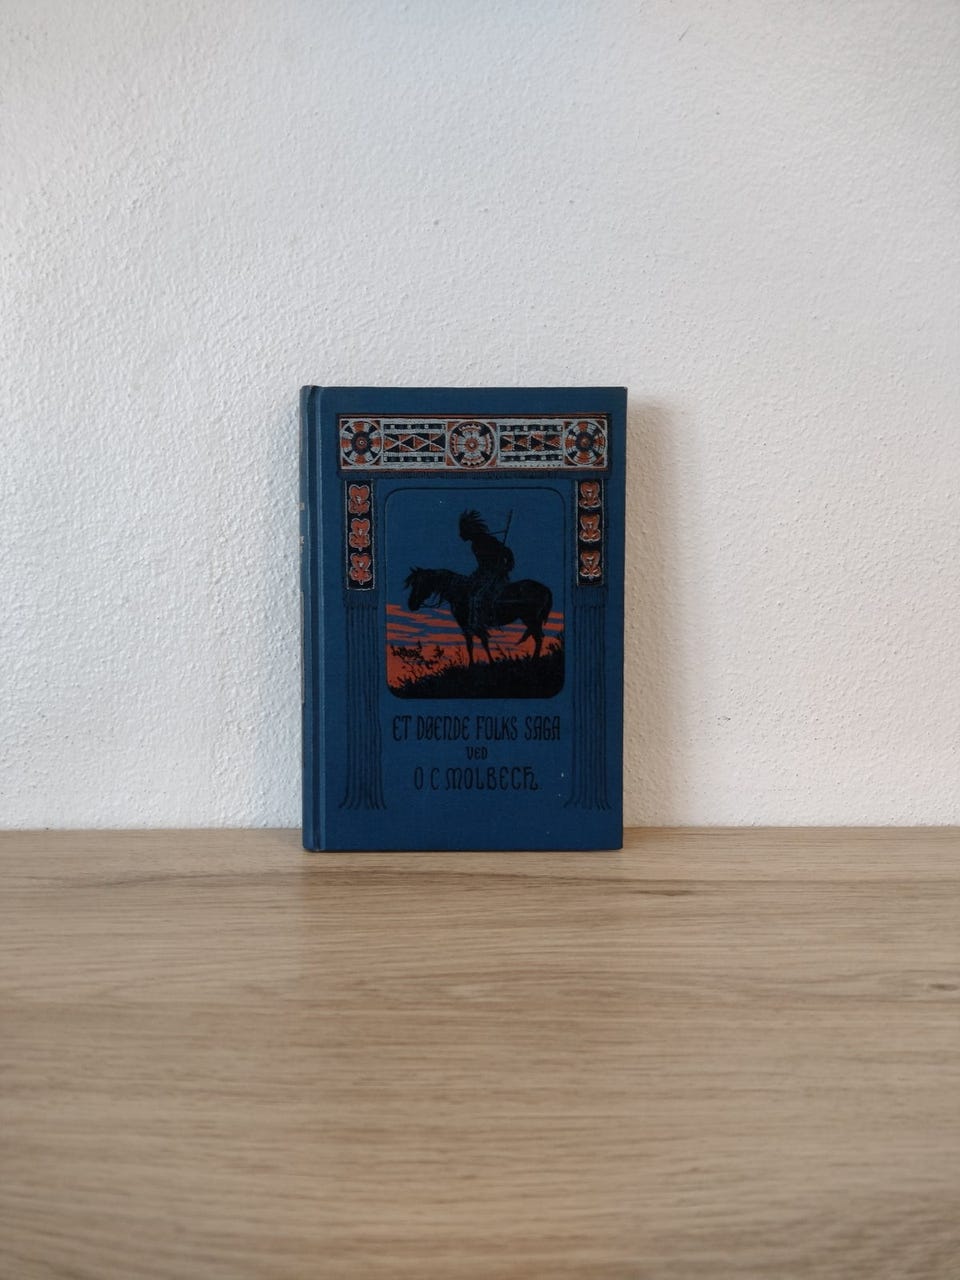 ET DØENDE FOLKS SAGA
VED
O C MOLBECH